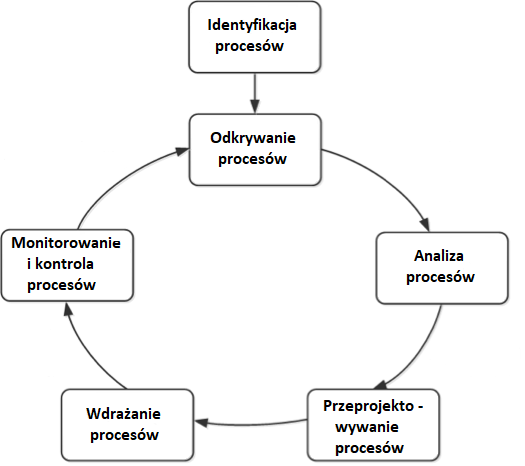 Identyfikacja
procesów
Odkrywanie
procesów
Analiza
procesów
Przeprojekto -
wywanie
procesów
Wdrażanie
procesów
Monitorowanie
i kontrola
procesów